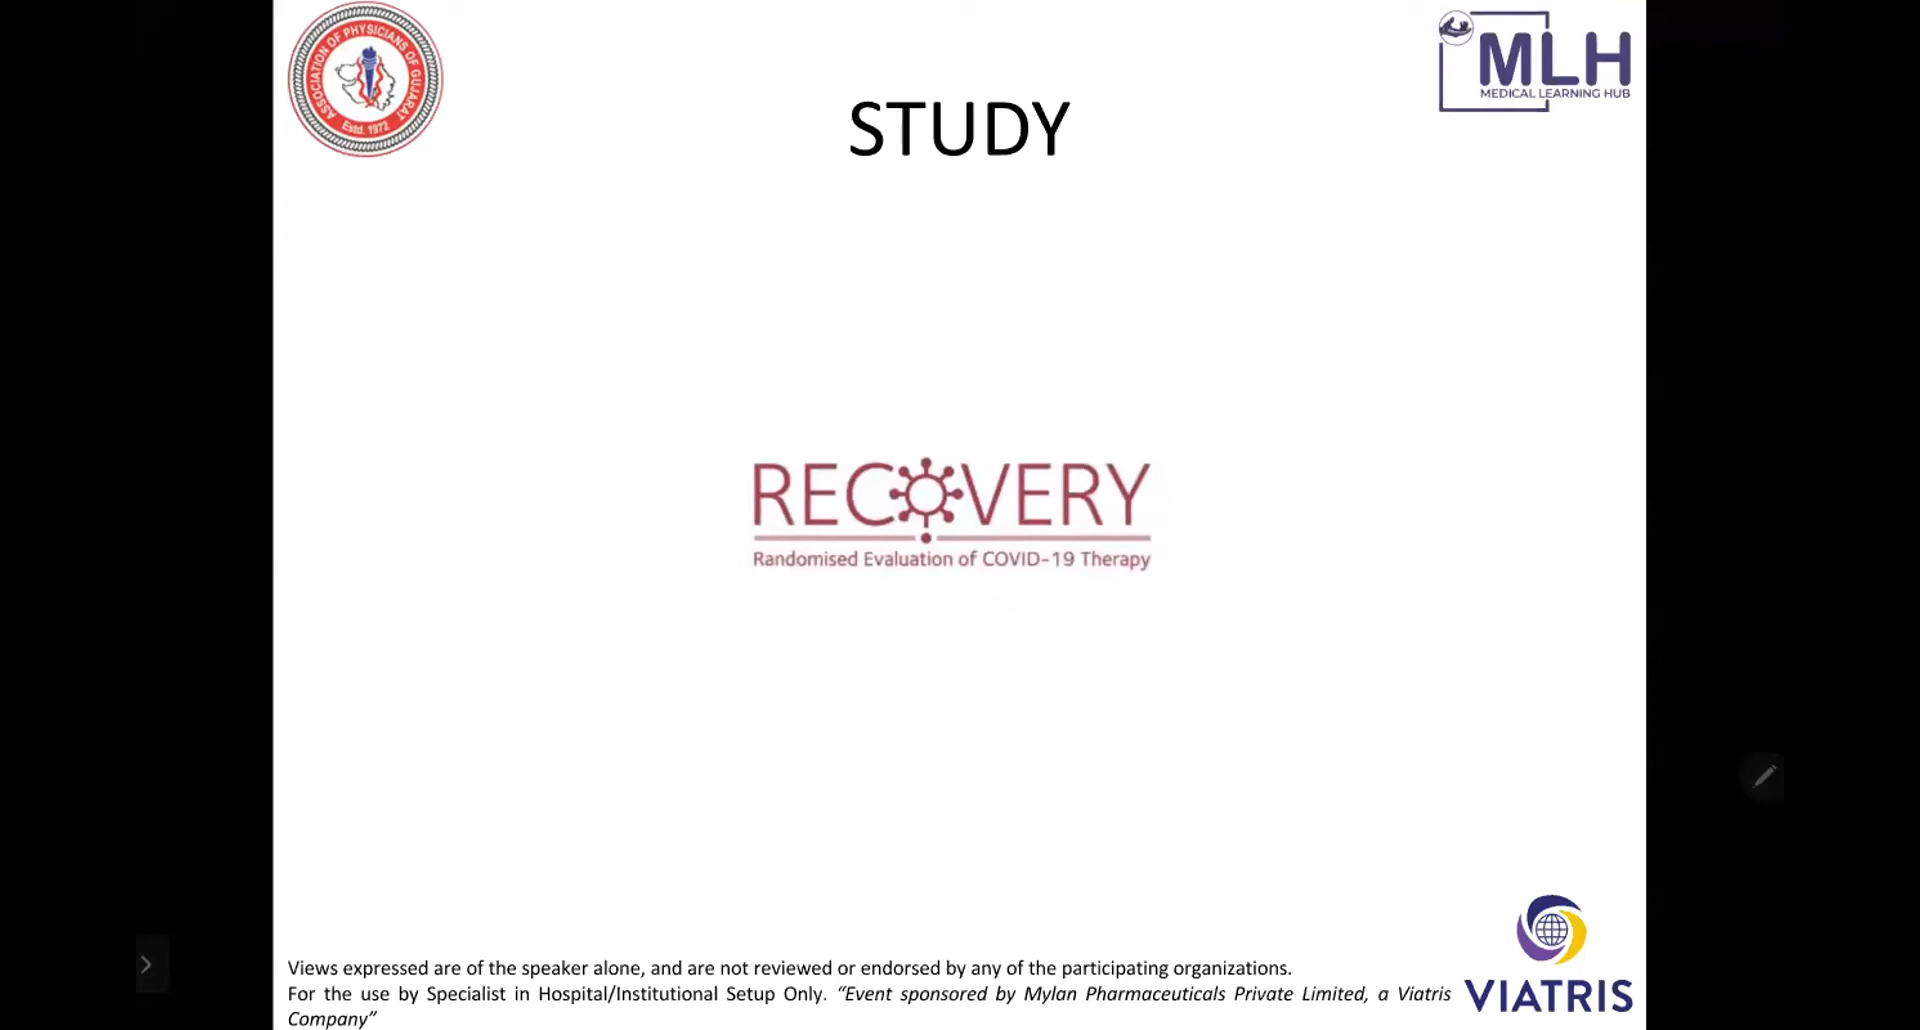 ASSOCIATION OF PHYSICIANS OF GUJARAT
Estd. 1972
MLH
MEDICAL LEARNING HUB
STUDY
RECOVERY
Randomised Evaluation of COVID-19 Therapy
Views expressed are of the speaker alone, and are not reviewed or endorsed by any of the participating organizations.
For the use by Specialist in Hospital/Institutional Setup Only. “Event sponsored by Mylan Pharmaceuticals Private Limited, a Viatris
Company”
VIATRIS